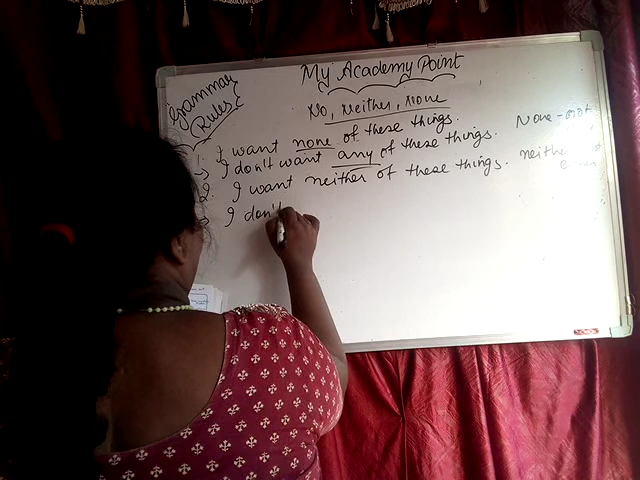 My Academy Point
Grammar
Rules
No, Neither, None
1. I want none of these things.
None - not
→ I don't want any of these things.
2. I want neither of these things.
neither
→ I don't